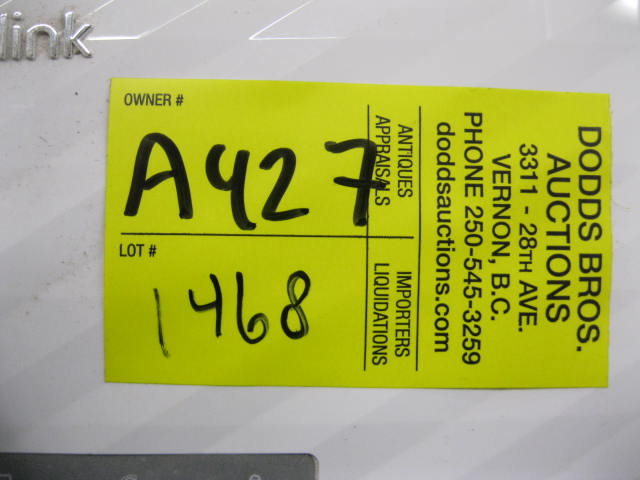 link
OWNER #
A427
LOT #
1468
ANTIQUES
APPRAISALS
IMPORTERS
LIQUIDATIONS
DODDS BROS.
AUCTIONS
3311 - 28TH AVE.
VERNON, B.C.
PHONE 250-545-3259
doddsauctions.com